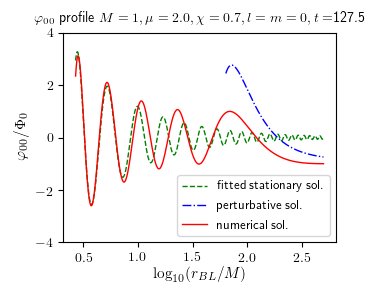 φ₀₀ profile M = 1, μ = 2.0, χ = 0.7, l = m = 0, t =127.5
φ₀₀/Φ₀
4
2
0
−2
−4
fitted stationary sol.
perturbative sol.
numerical sol.
0.5 1.0 1.5 2.0 2.5
log₁₀(r_BL/M)